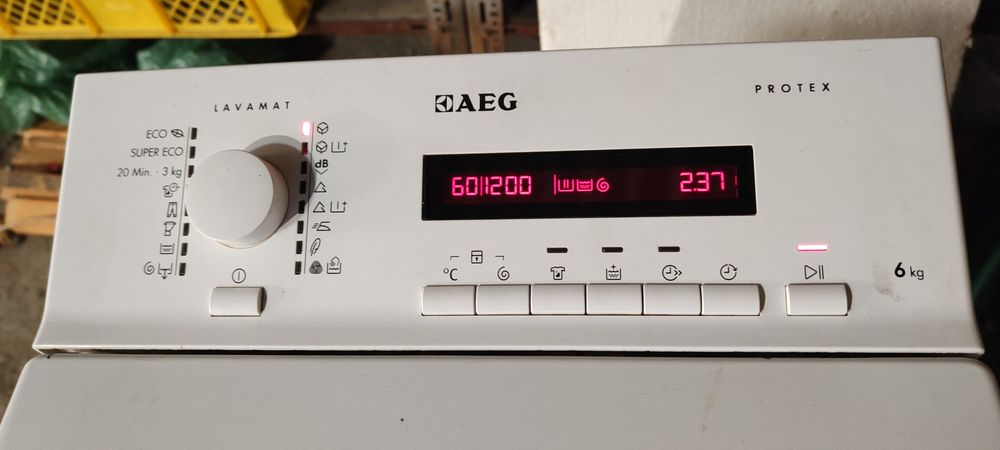 LAVAMAT
AEG
PROTEX
ECO
SUPER ECO
20 Min. - 3 kg
dB
60 1200
2.37
°C
6 kg